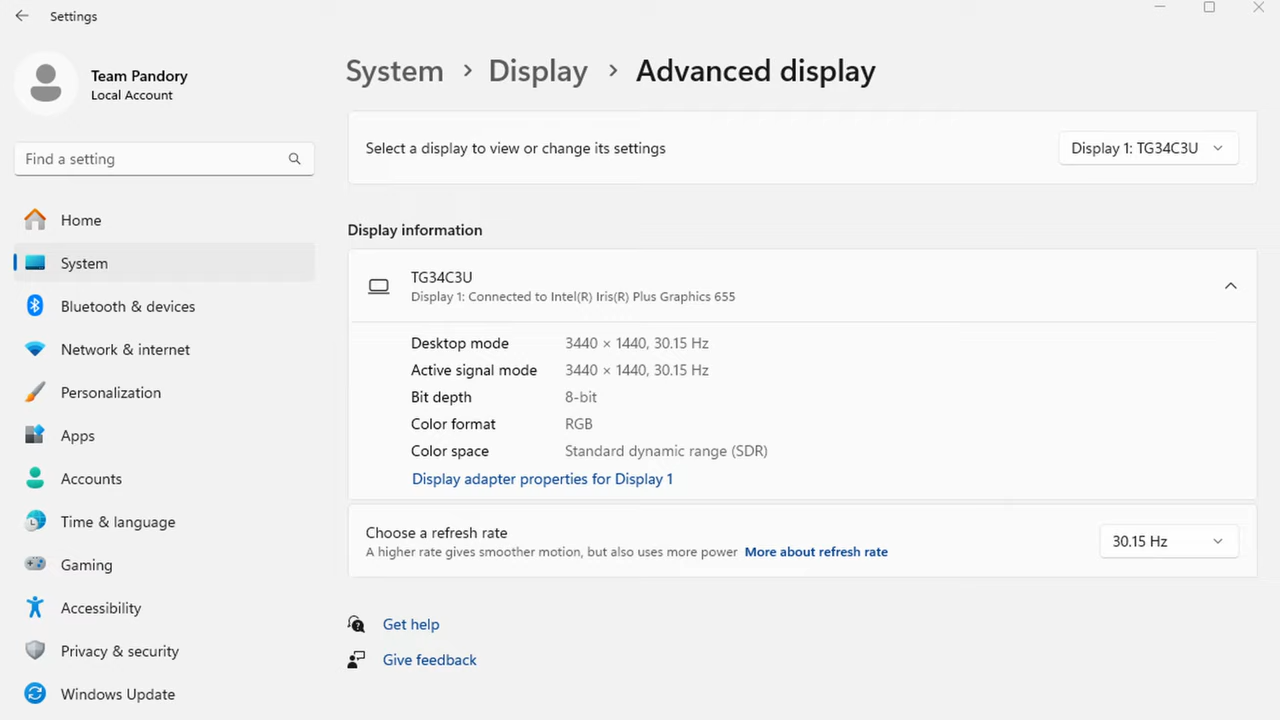 Settings
Team Pandory
Local Account
Find a setting
Home
System
Bluetooth & devices
Network & internet
Personalization
Apps
Accounts
Time & language
Gaming
Accessibility
Privacy & security
Windows Update
System > Display > Advanced display
Select a display to view or change its settings
Display 1: TG34C3U
Display information
TG34C3U
Display 1: Connected to Intel(R) Iris(R) Plus Graphics 655
Desktop mode 3440 × 1440, 30.15 Hz
Active signal mode 3440 × 1440, 30.15 Hz
Bit depth 8-bit
Color format RGB
Color space Standard dynamic range (SDR)
Display adapter properties for Display 1
Choose a refresh rate
A higher rate gives smoother motion, but also uses more power More about refresh rate
30.15 Hz
Get help
Give feedback